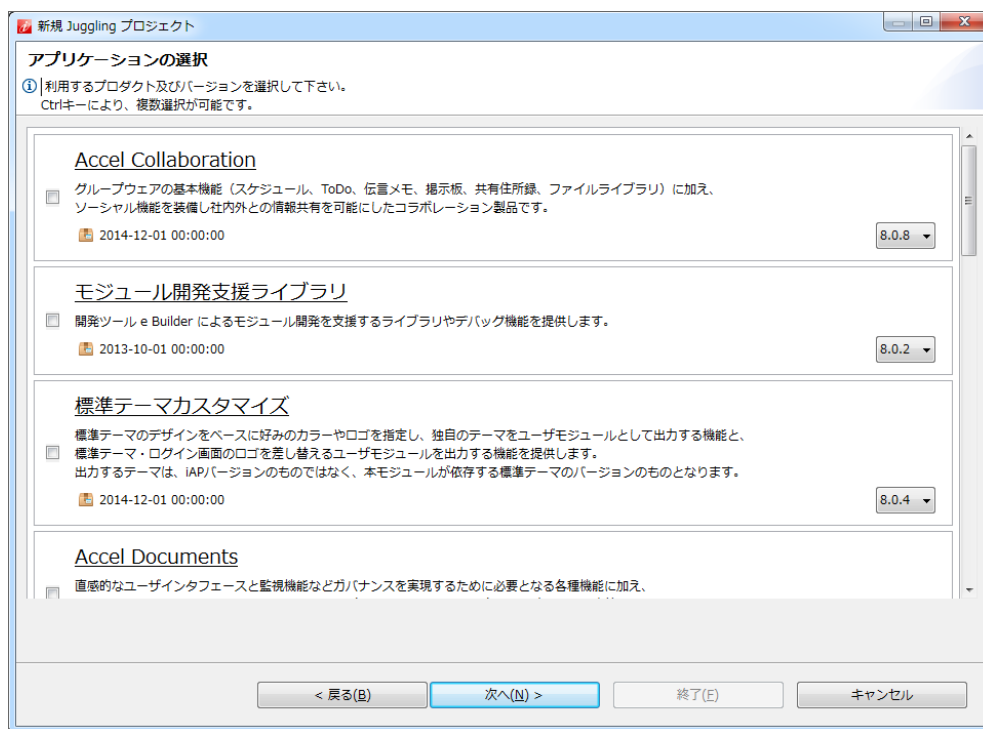 新規 Juggling プロジェクト
アプリケーションの選択
利用するプロダクト及びバージョンを選択して下さい。
Ctrlキーにより、複数選択が可能です。
Accel Collaboration
グループウェアの基本機能（スケジュール、ToDo、伝言メモ、掲示板、共有住所録、ファイルライブラリ）に加え、
ソーシャル機能を装備し社内外との情報共有を可能にしたコラボレーション製品です。
2014-12-01 00:00:00
8.0.8
モジュール開発支援ライブラリ
開発ツール e Builder によるモジュール開発を支援するライブラリやデバッグ機能を提供します。
2013-10-01 00:00:00
8.0.2
標準テーマカスタマイズ
標準テーマのデザインをベースに好みのカラーやロゴを指定し、独自のテーマをユーザモジュールとして出力する機能と、
標準テーマ・ログイン画面のロゴを差し替えるユーザモジュールを出力する機能を提供します。
出力するテーマは、iAPバージョンのものではなく、本モジュールが依存する標準テーマのバージョンのものとなります。
2014-12-01 00:00:00
8.0.4
Accel Documents
直感的なユーザインタフェースと監視機能などガバナンスを実現するために必要となる各種機能に加え、
< 戻る(B)
次へ(N) >
終了(F)
キャンセル